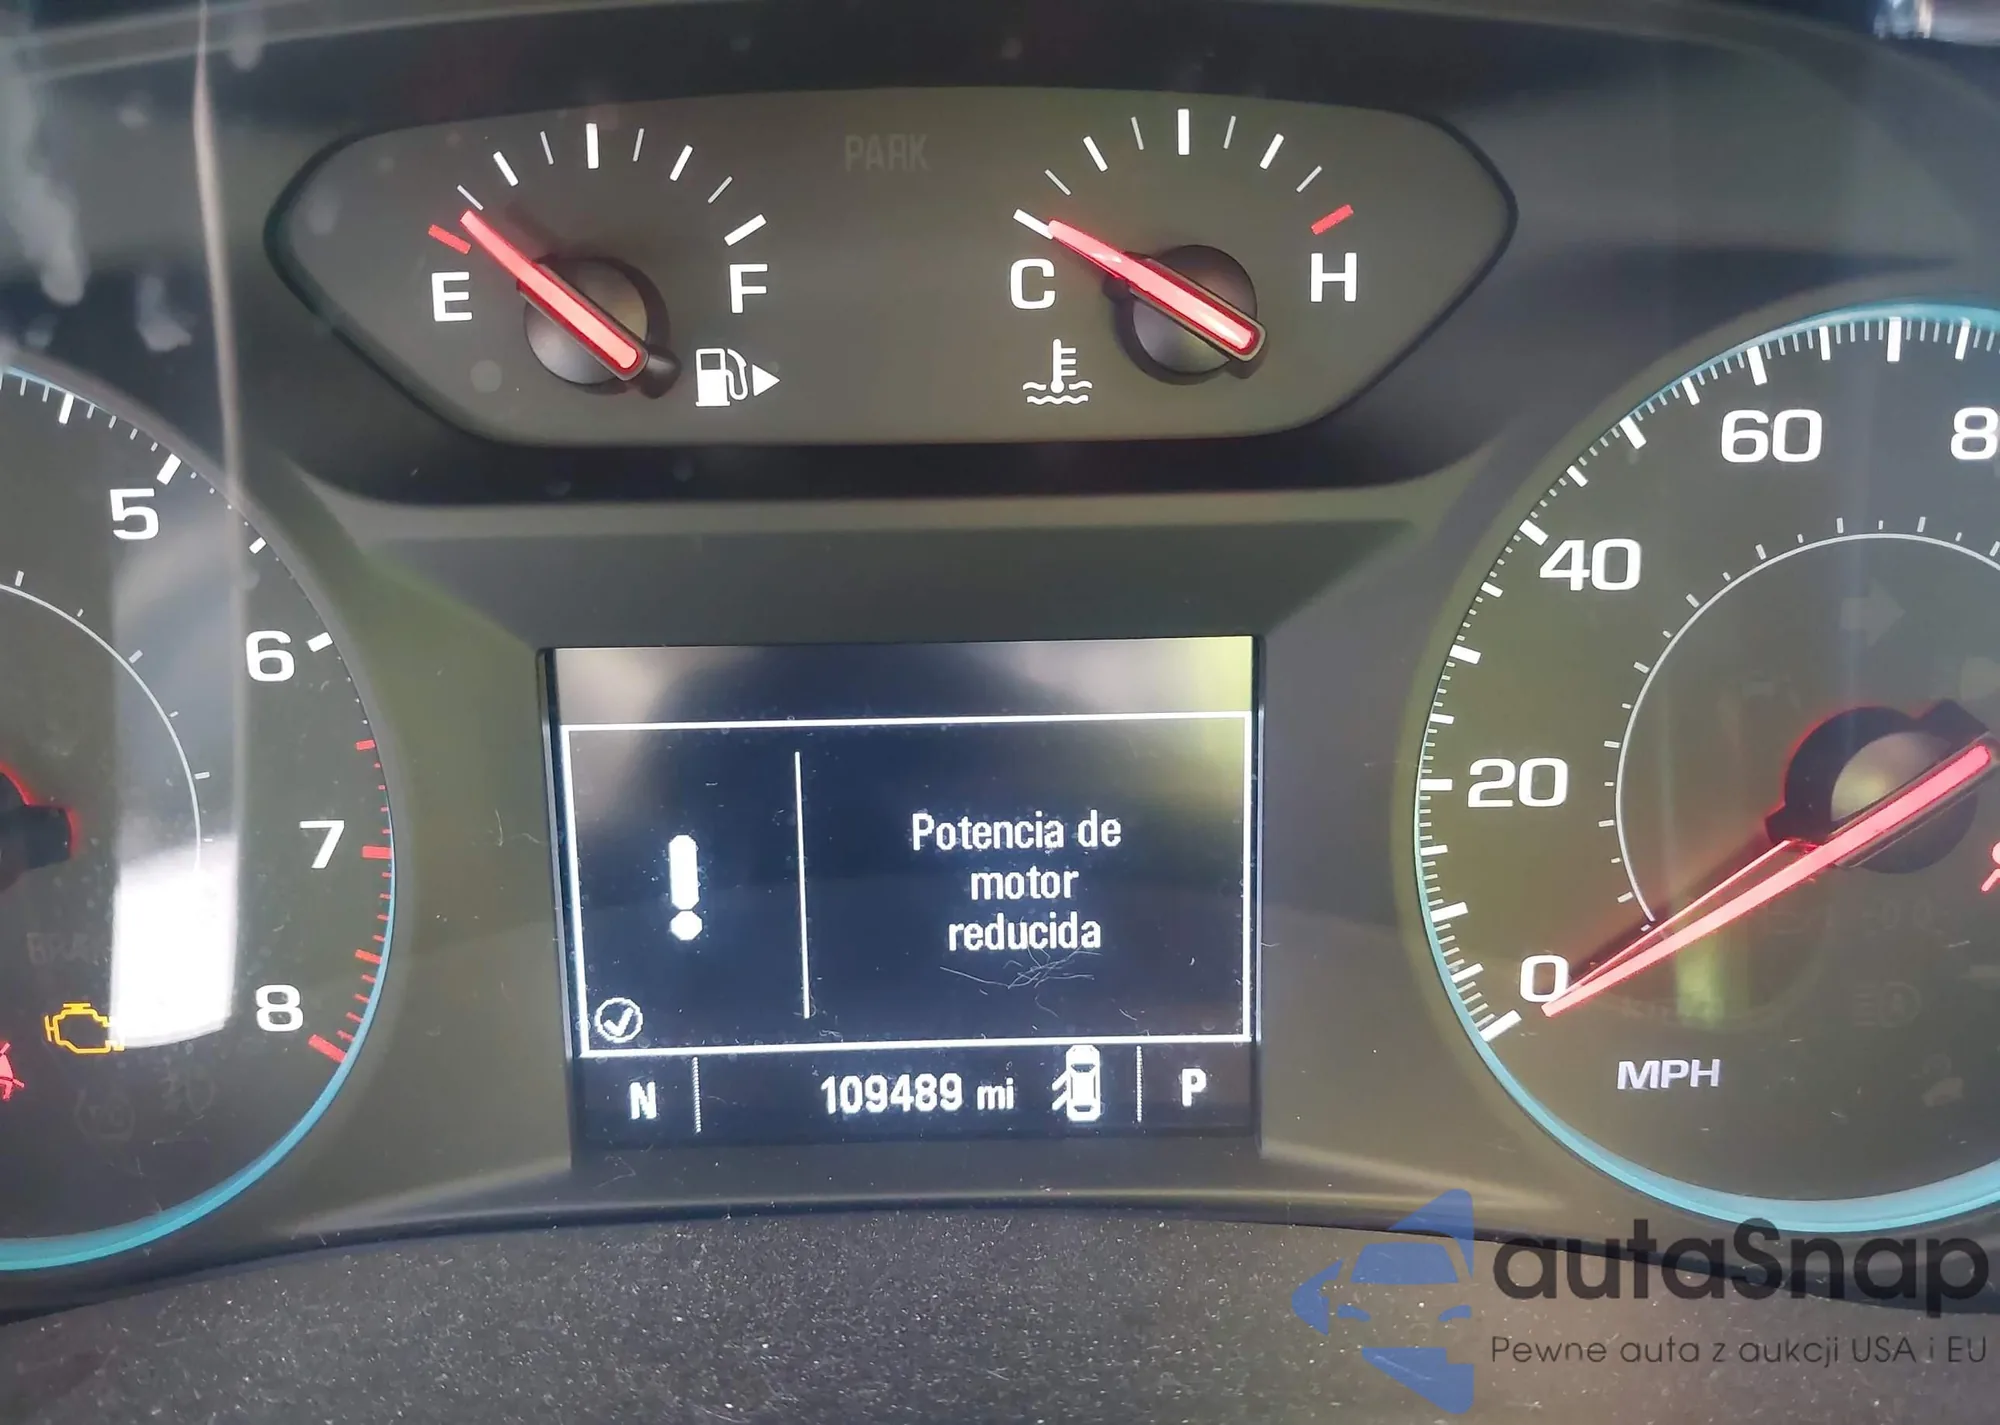 PARK
E
F
C
H
5
6
7
8
60
8
40
20
0
MPH
Potencia de
motor
reducida
N
109489 mi
P
autaSnap
Pewne auta z aukcji USA i EU